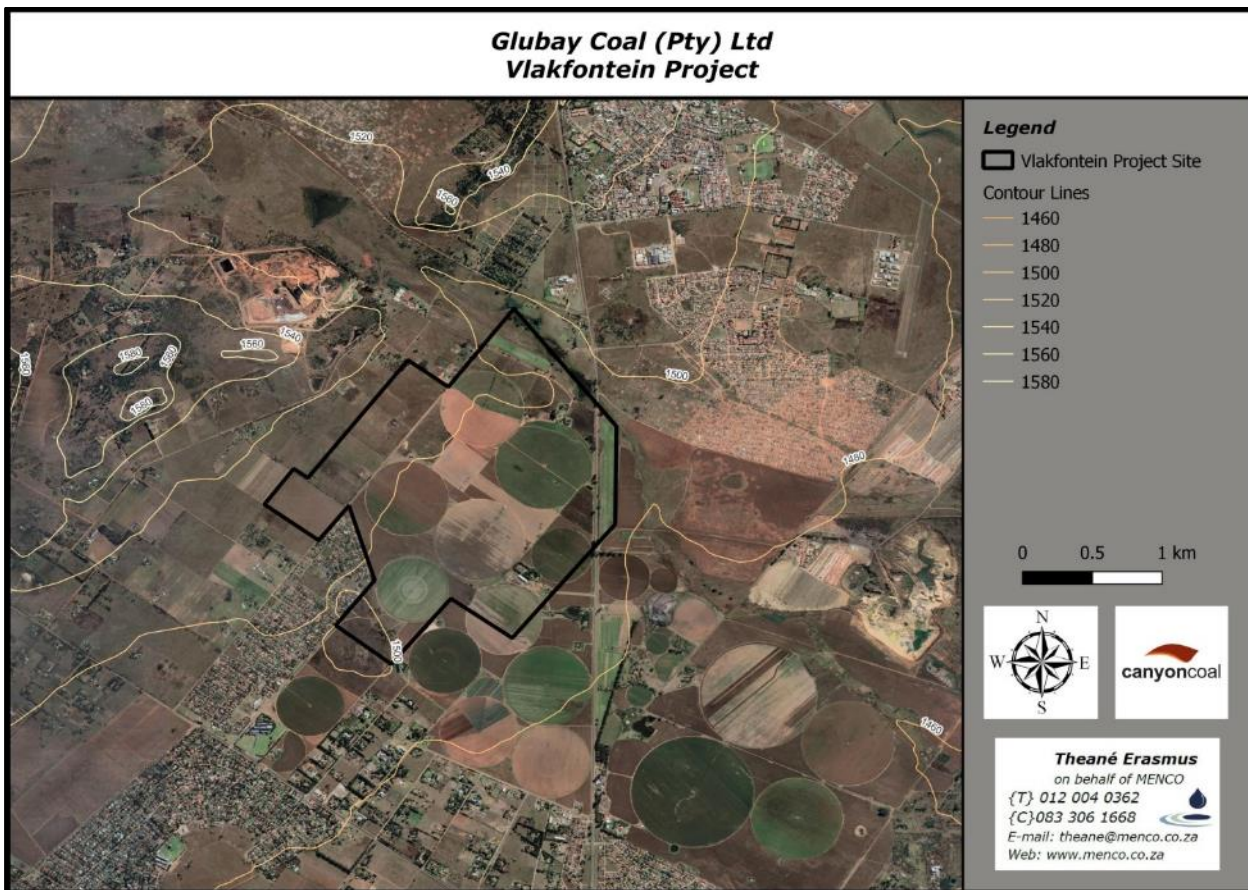 Glubay Coal (Pty) Ltd
Vlakfontein Project
1520
1540
1560
1540
1560
1580
1560
1560
1580
1500
1480
1500
1460
Legend
Vlakfontein Project Site
Contour Lines
1460
1480
1500
1520
1540
1560
1580
0 0.5 1 km
N
W E
S
canyoncoal
Theané Erasmus
on behalf of MENCO
{T} 012 004 0362
{C}083 306 1668
E-mail: theane@menco.co.za
Web: www.menco.co.za